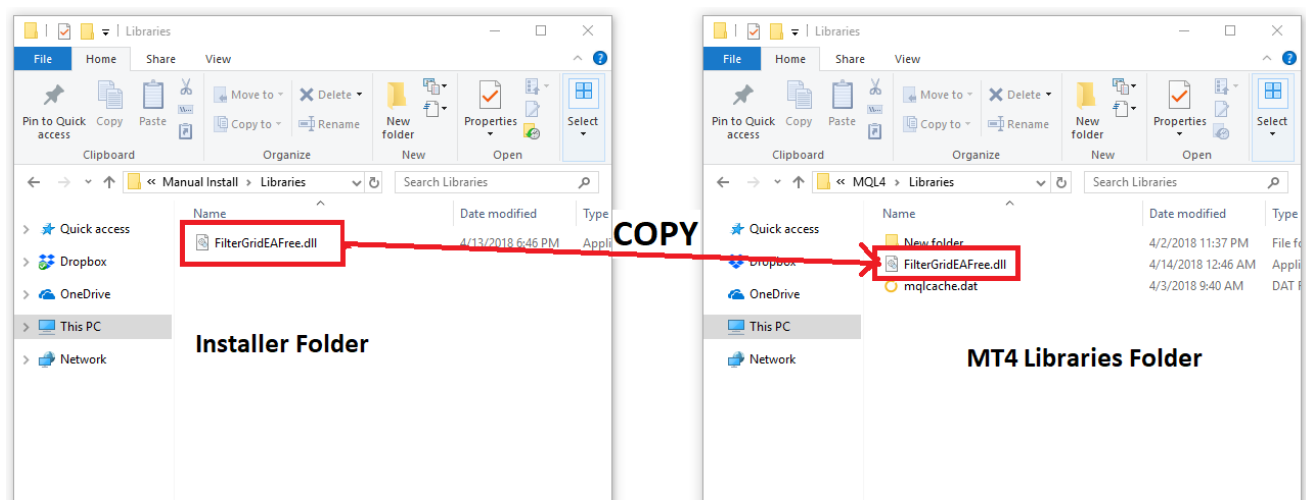 Libraries
File Home Share View
Pin to Quick access
Copy
Paste
Move to
Copy to
Delete
Rename
New folder
Properties
Select
Clipboard Organize New Open
« Manual Install > Libraries
Search Libraries
Name Date modified Type
Quick access
FilterGridEAFree.dll 4/13/2018 6:46 PM Appli
Dropbox
OneDrive
This PC
Network
Installer Folder
COPY
Libraries
File Home Share View
Pin to Quick access
Copy
Paste
Move to
Copy to
Delete
Rename
New folder
Properties
Select
Clipboard Organize New Open
« MQL4 > Libraries
Search Libraries
Name Date modified Type
Quick access
New folder 4/2/2018 11:37 PM File fo
Dropbox
FilterGridEAFree.dll 4/14/2018 12:46 AM Appli
mqlcache.dat 4/3/2018 9:40 AM DAT F
OneDrive
This PC
Network
MT4 Libraries Folder